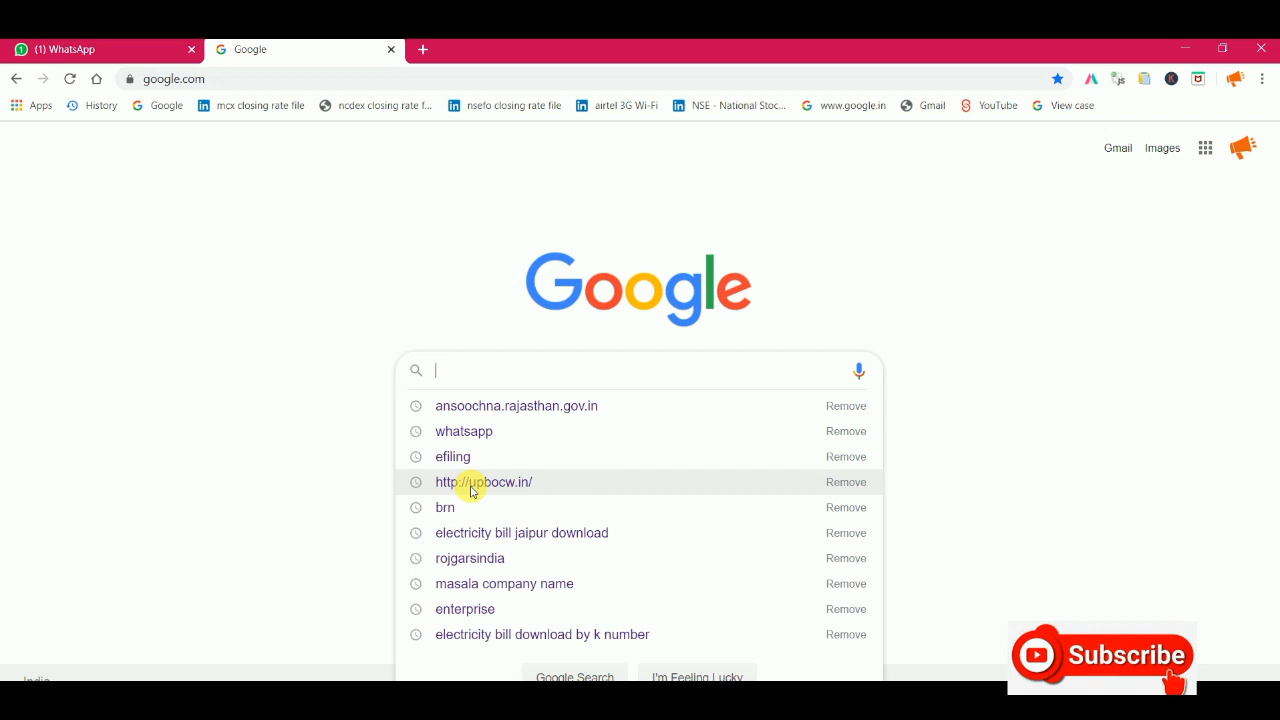 1 (1) WhatsApp
Google
google.com
Apps
History
Google
mcx closing rate file
ncdex closing rate f...
nsefo closing rate file
airtel 3G Wi-Fi
NSE - National Stoc...
www.google.in
Gmail
YouTube
View case
Gmail
Images
Google
ansoochna.rajasthan.gov.in Remove
whatsapp Remove
efiling Remove
http://upbocw.in/ Remove
brn Remove
electricity bill jaipur download Remove
rojgarsindia Remove
masala company name Remove
enterprise Remove
electricity bill download by k number Remove
Google Search
I'm Feeling Lucky
India
Subscribe